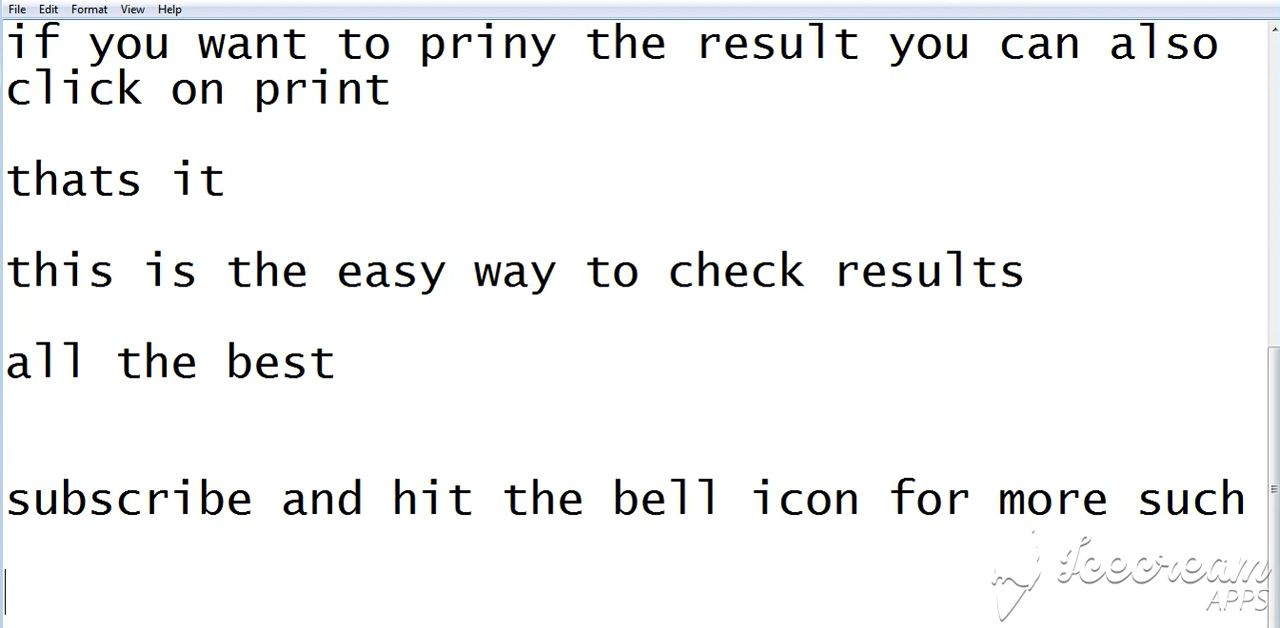 File Edit Format View Help
if you want to priny the result you can also
click on print
thats it
this is the easy way to check results
all the best
subscribe and hit the bell icon for more such
Icecream
APPS